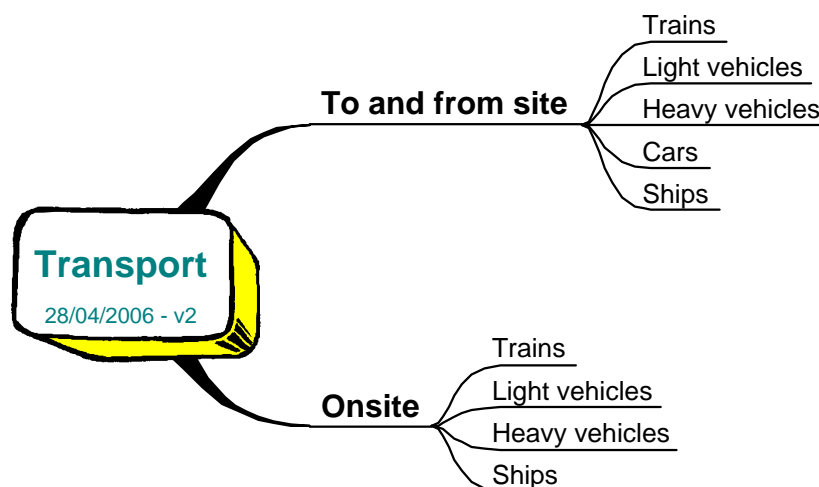 Transport
28/04/2006 - v2
To and from site
Trains
Light vehicles
Heavy vehicles
Cars
Ships
Onsite
Trains
Light vehicles
Heavy vehicles
Ships